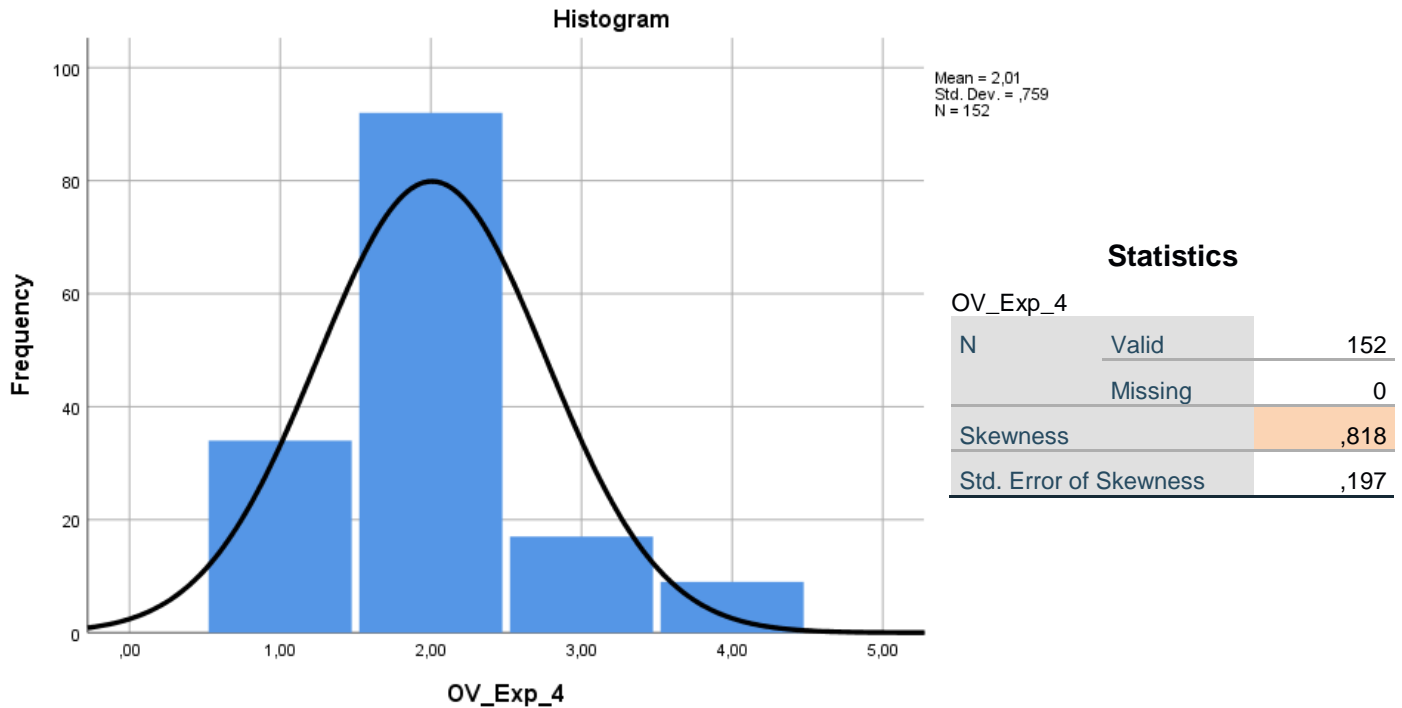 Histogram
100
80
60
40
20
0
Frequency
,00
1,00
2,00
3,00
4,00
5,00
OV_Exp_4
Mean = 2,01
Std. Dev. = ,759
N = 152
Statistics
OV_Exp_4
N Valid 152
Missing 0
Skewness ,818
Std. Error of Skewness ,197